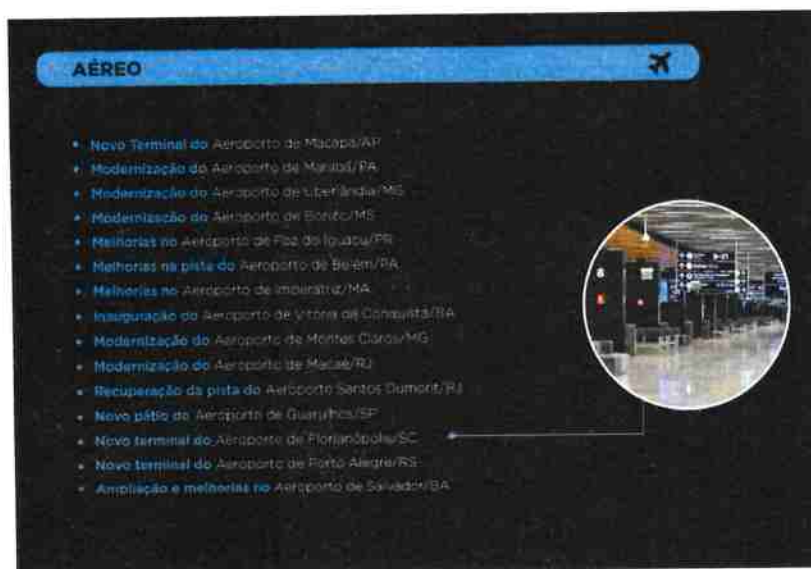 AÉREO
• Novo Terminal do Aeroporto de Macapá/AP
• Modernização do Aeroporto de Marabá/PA
• Modernização do Aeroporto de Uberlândia/MG
• Modernização do Aeroporto de Bonito/MS
• Melhorias no Aeroporto de Foz do Iguaçu/PR
• Melhorias na pista do Aeroporto de Belém/PA
• Melhorias no Aeroporto de Imperatriz/MA
• Inauguração do Aeroporto de Vitória da Conquista/BA
• Modernização do Aeroporto de Montes Claros/MG
• Modernização do Aeroporto de Macaé/RJ
• Recuperação da pista do Aeroporto Santos Dumont/RJ
• Novo pátio do Aeroporto de Guarulhos/SP
• Novo terminal do Aeroporto de Florianópolis/SC
• Novo terminal do Aeroporto de Porto Alegre/RS
• Ampliação e melhorias no Aeroporto de Salvador/BA